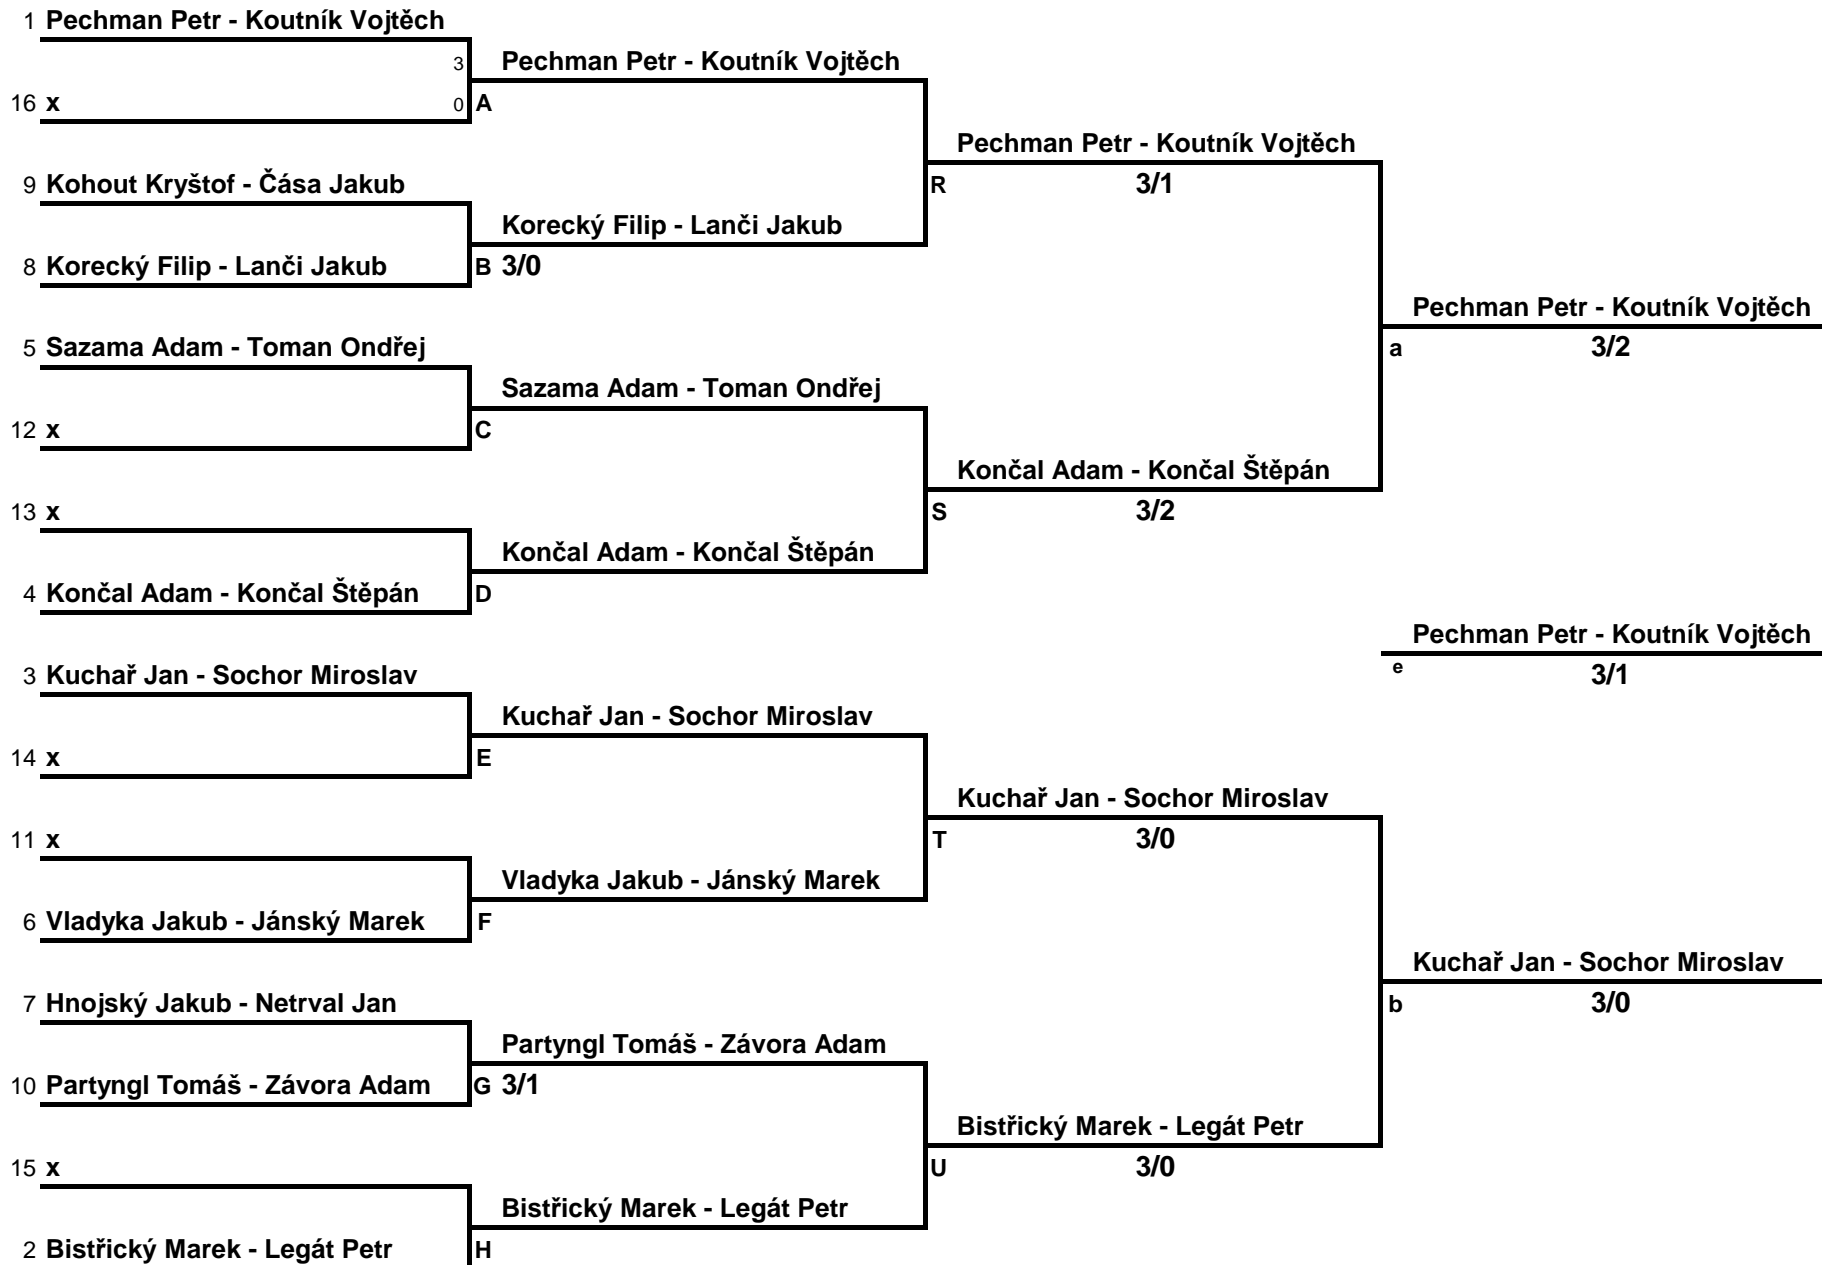 1 Pechman Petr - Koutník Vojtěch
3 Pechman Petr - Koutník Vojtěch
16 x 0 A
Pechman Petr - Koutník Vojtěch
9 Kohout Kryštof - Čása Jakub R 3/1
Korecký Filip - Lanči Jakub
8 Korecký Filip - Lanči Jakub B 3/0
Pechman Petr - Koutník Vojtěch
5 Sazama Adam - Toman Ondřej a 3/2
Sazama Adam - Toman Ondřej
12 x C
Končal Adam - Končal Štěpán
13 x S 3/2
Končal Adam - Končal Štěpán
4 Končal Adam - Končal Štěpán D
Pechman Petr - Koutník Vojtěch
3 Kuchař Jan - Sochor Miroslav e 3/1
Kuchař Jan - Sochor Miroslav
14 x E
Kuchař Jan - Sochor Miroslav
11 x T 3/0
Vladyka Jakub - Jánský Marek
6 Vladyka Jakub - Jánský Marek F
Kuchař Jan - Sochor Miroslav
7 Hnojský Jakub - Netrval Jan b 3/0
Partyngl Tomáš - Závora Adam
10 Partyngl Tomáš - Závora Adam G 3/1
Bistřický Marek - Legát Petr
15 x U 3/0
Bistřický Marek - Legát Petr
2 Bistřický Marek - Legát Petr H